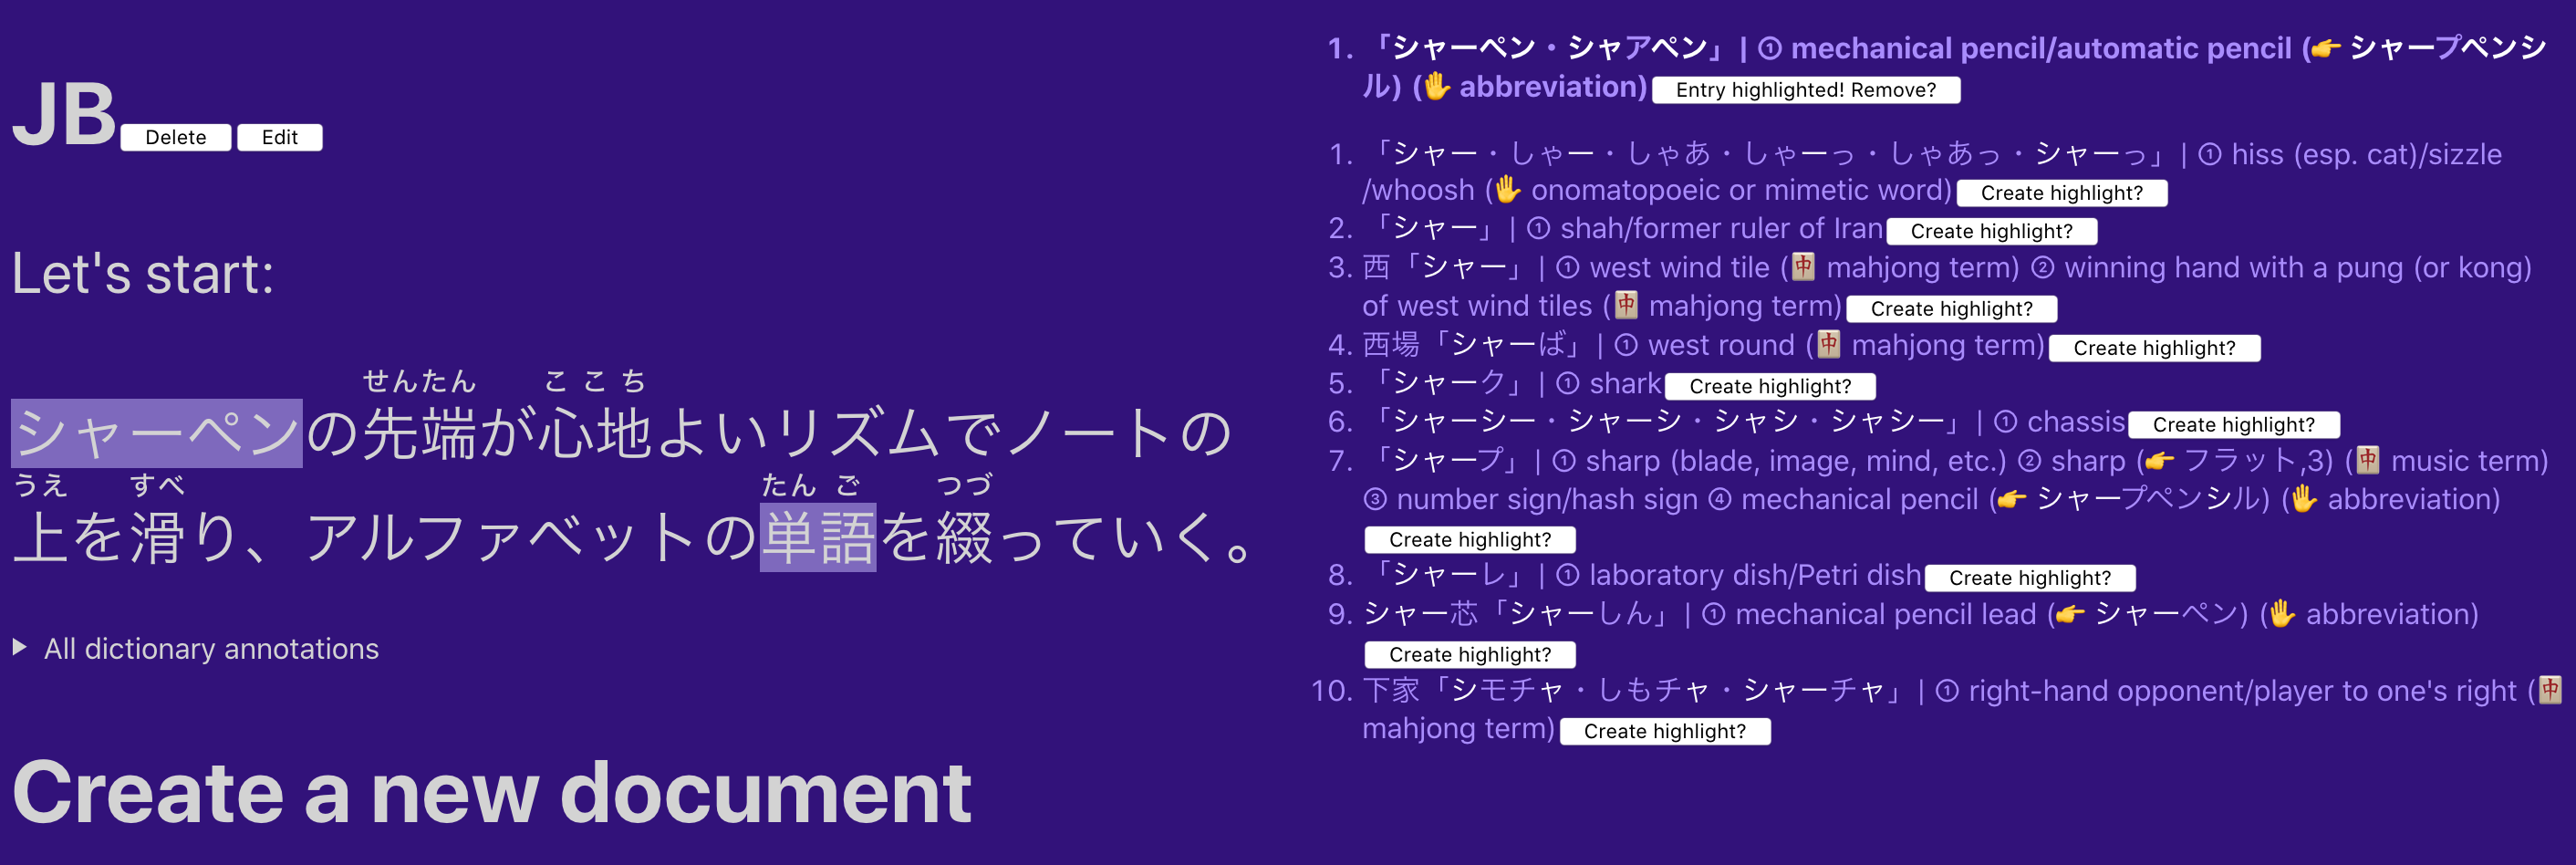 JB Delete Edit
Let's start:
せんたん ここち
シャーペンの先端が心地よいリズムでノートの
うえ すべ たん ご つづ
上を滑り、アルファベットの単語を綴っていく。
▶ All dictionary annotations
Create a new document
1. 「シャーペン・シャアペン」 | ① mechanical pencil/automatic pencil (👉 シャープペンシ
ル) (✋ abbreviation) Entry highlighted! Remove?
1. 「シャー・しゃー・しゃあ・しゃーっ・しゃあっ・シャーっ」 | ① hiss (esp. cat)/sizzle
/whoosh (✋ onomatopoeic or mimetic word) Create highlight?
2. 「シャー」 | ① shah/former ruler of Iran Create highlight?
3. 西「シャー」 | ① west wind tile (🀄 mahjong term) ② winning hand with a pung (or kong)
of west wind tiles (🀄 mahjong term) Create highlight?
4. 西場「シャーば」 | ① west round (🀄 mahjong term) Create highlight?
5. 「シャーク」 | ① shark Create highlight?
6. 「シャーシー・シャーシ・シャシ・シャシー」 | ① chassis Create highlight?
7. 「シャープ」 | ① sharp (blade, image, mind, etc.) ② sharp (👉 フラット,3) (🀄 music term)
③ number sign/hash sign ④ mechanical pencil (👉 シャープペンシル) (✋ abbreviation)
Create highlight?
8. 「シャーレ」 | ① laboratory dish/Petri dish Create highlight?
9. シャー芯「シャーしん」 | ① mechanical pencil lead (👉 シャーペン) (✋ abbreviation)
Create highlight?
10. 下家「シモチャ・しもチャ・シャーチャ」 | ① right-hand opponent/player to one's right (🀄
mahjong term) Create highlight?